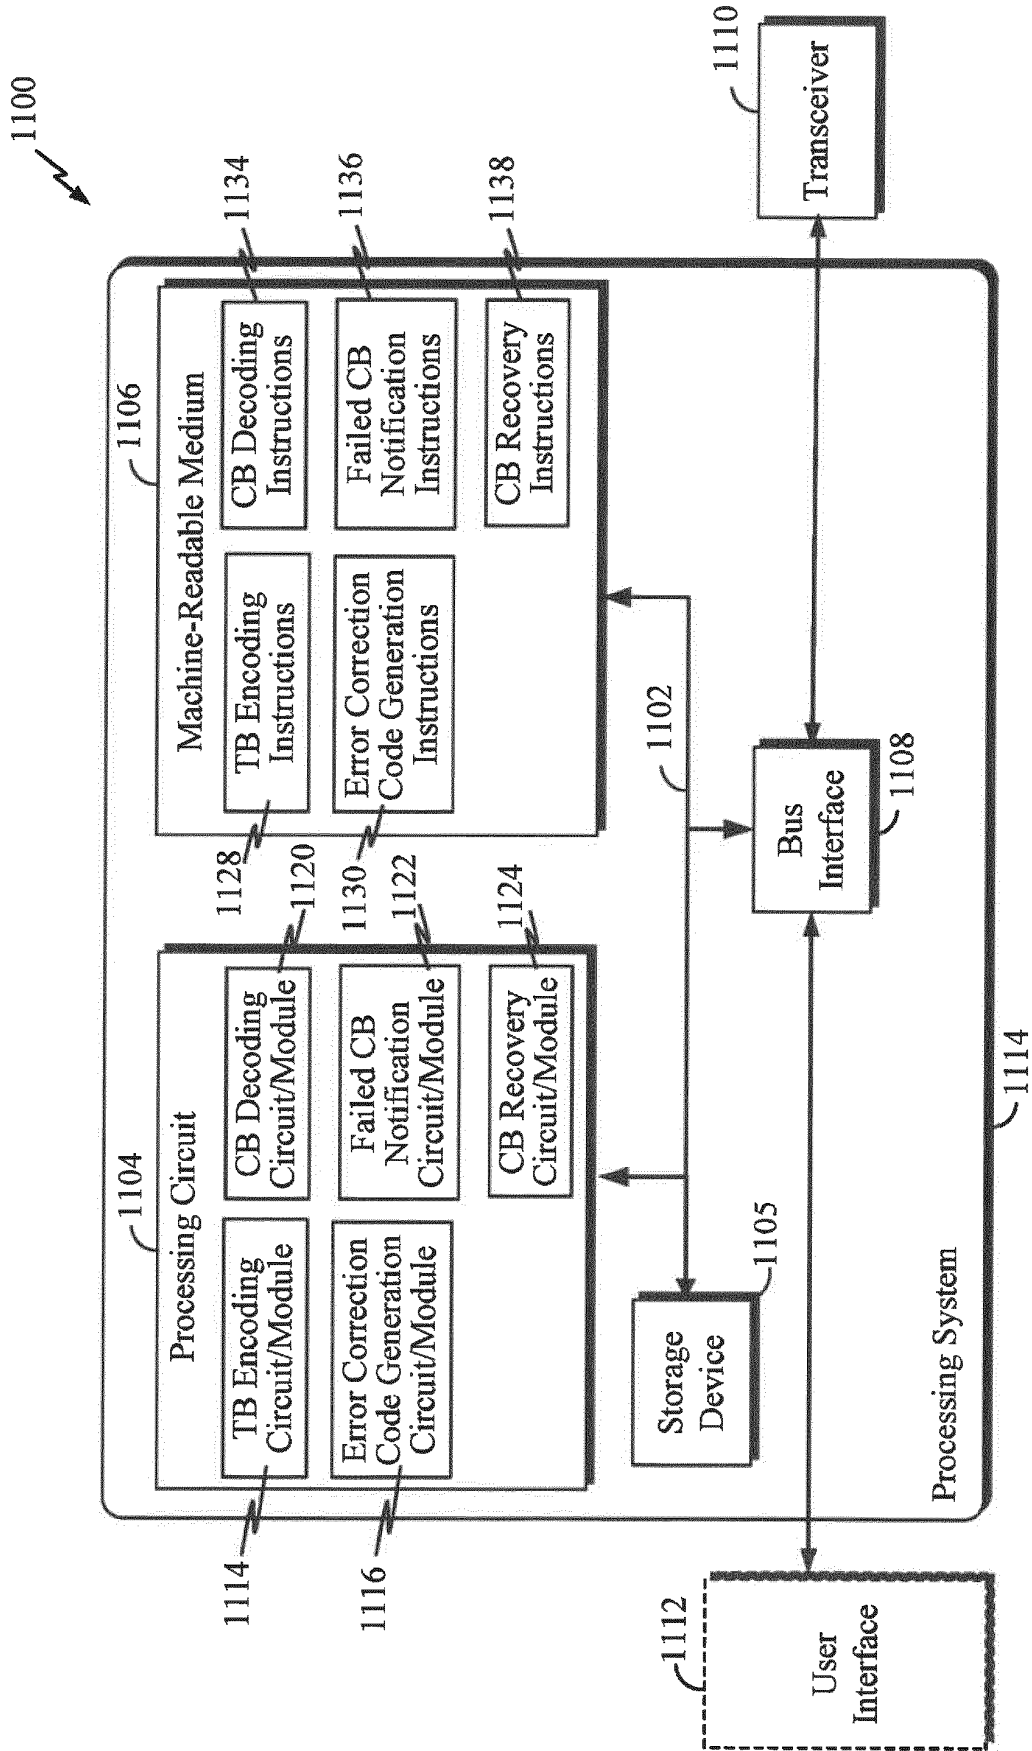 1100
1104
Processing Circuit
TB Encoding
Circuit/Module
1114
CB Decoding
Circuit/Module
1120
Error Correction
Code Generation
Circuit/Module
1116
Failed CB
Notification
Circuit/Module
1122
CB Recovery
Circuit/Module
1124
1106
Machine-Readable Medium
TB Encoding
Instructions
1128
CB Decoding
Instructions
1134
Error Correction
Code Generation
Instructions
1130
Failed CB
Notification
Instructions
1136
CB Recovery
Instructions
1138
1102
Storage
Device
1105
Bus
Interface
1108
1110
Transceiver
1112
User
Interface
Processing System
1114